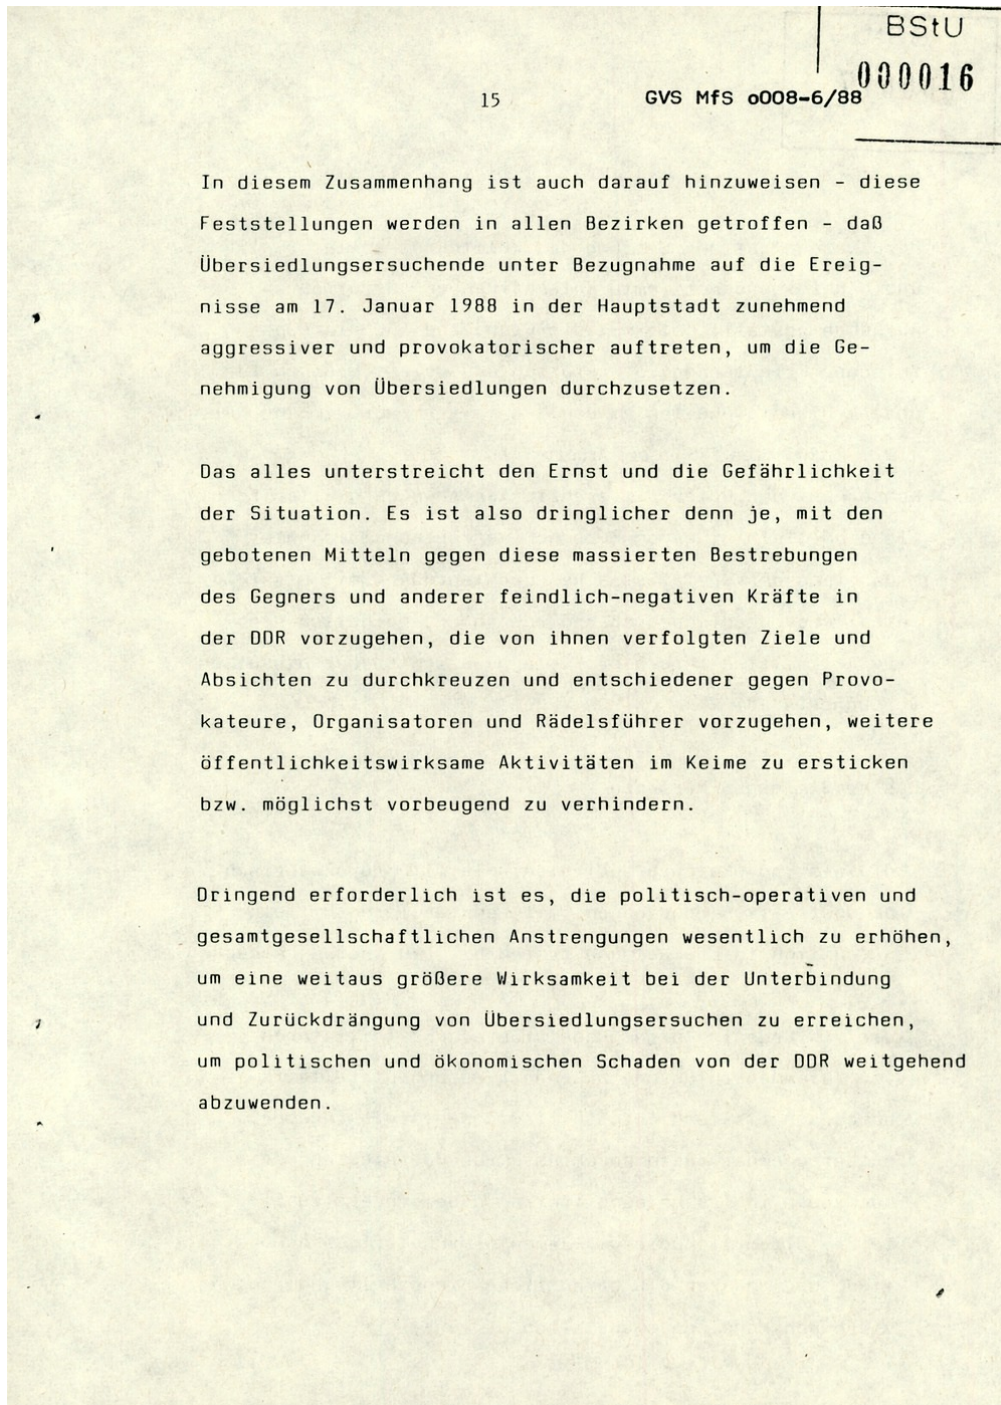 BStU
000016
15 GVS MfS o008-6/88
In diesem Zusammenhang ist auch darauf hinzuweisen - diese
Feststellungen werden in allen Bezirken getroffen - daß
Übersiedlungsersuchende unter Bezugnahme auf die Ereig-
nisse am 17. Januar 1988 in der Hauptstadt zunehmend
aggressiver und provokatorischer auftreten, um die Ge-
nehmigung von Übersiedlungen durchzusetzen.
Das alles unterstreicht den Ernst und die Gefährlichkeit
der Situation. Es ist also dringlicher denn je, mit den
gebotenen Mitteln gegen diese massierten Bestrebungen
des Gegners und anderer feindlich-negativen Kräfte in
der DDR vorzugehen, die von ihnen verfolgten Ziele und
Absichten zu durchkreuzen und entschiedener gegen Provo-
kateure, Organisatoren und Rädelsführer vorzugehen, weitere
öffentlichkeitswirksame Aktivitäten im Keime zu ersticken
bzw. möglichst vorbeugend zu verhindern.
Dringend erforderlich ist es, die politisch-operativen und
gesamtgesellschaftlichen Anstrengungen wesentlich zu erhöhen,
um eine weitaus größere Wirksamkeit bei der Unterbindung
und Zurückdrängung von Übersiedlungsersuchen zu erreichen,
um politischen und ökonomischen Schaden von der DDR weitgehend
abzuwenden.